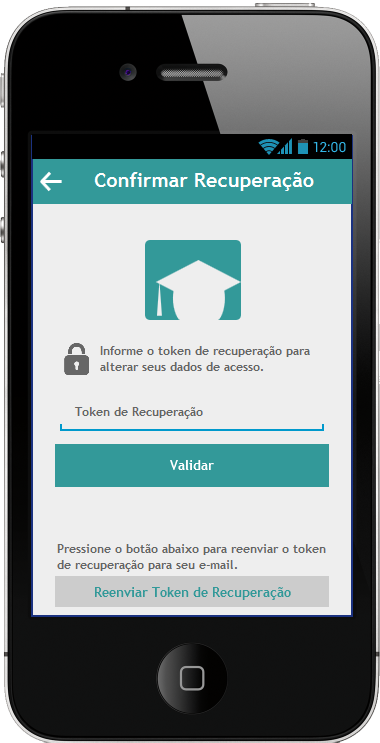 12:00
Confirmar Recuperação
Informe o token de recuperação para
alterar seus dados de acesso.
Token de Recuperação
Validar
Pressione o botão abaixo para reenviar o token
de recuperação para seu e-mail.
Reenviar Token de Recuperação